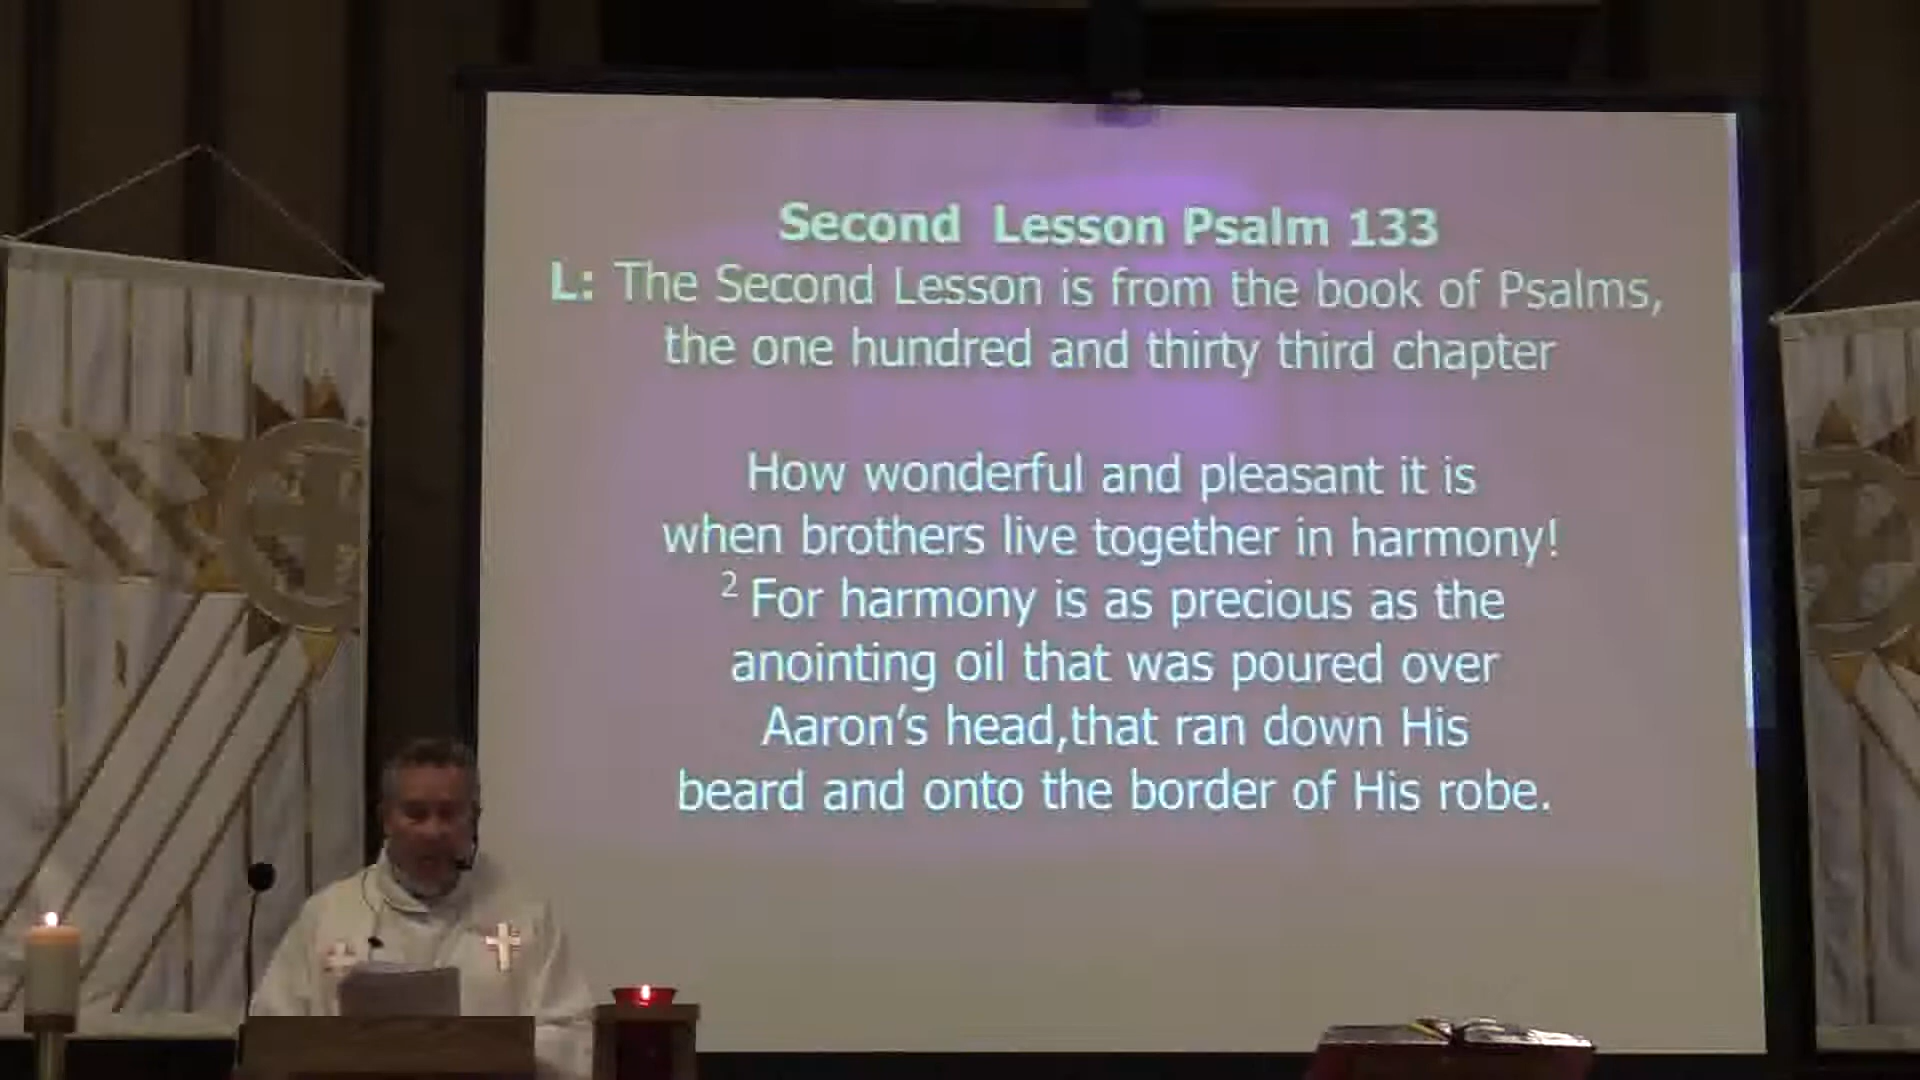 Second Lesson Psalm 133
L: The Second Lesson is from the book of Psalms,
the one hundred and thirty third chapter
How wonderful and pleasant it is
when brothers live together in harmony!
2 For harmony is as precious as the
anointing oil that was poured over
Aaron’s head,that ran down His
beard and onto the border of His robe.